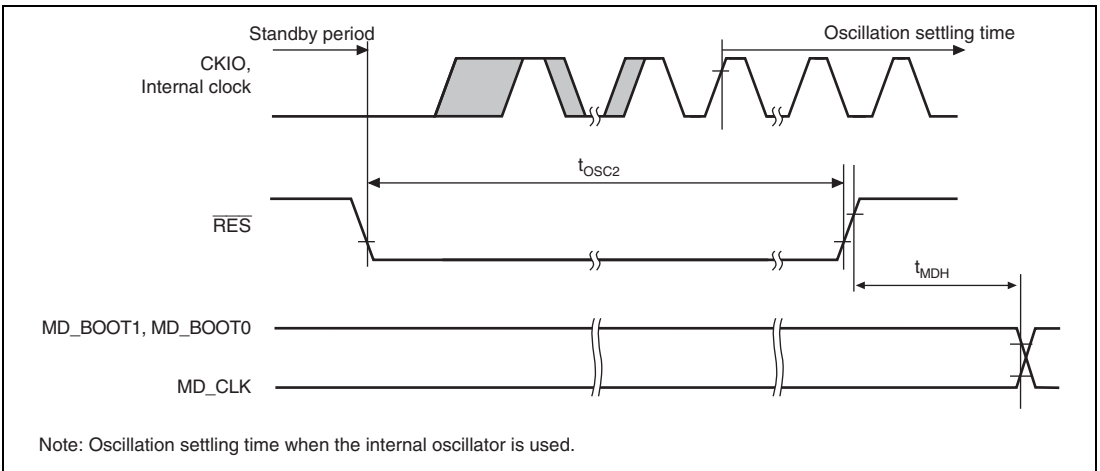 Standby period
Oscillation settling time
CKIO,
Internal clock
tOSC2
RES
tMDH
MD_BOOT1, MD_BOOT0
MD_CLK
Note: Oscillation settling time when the internal oscillator is used.